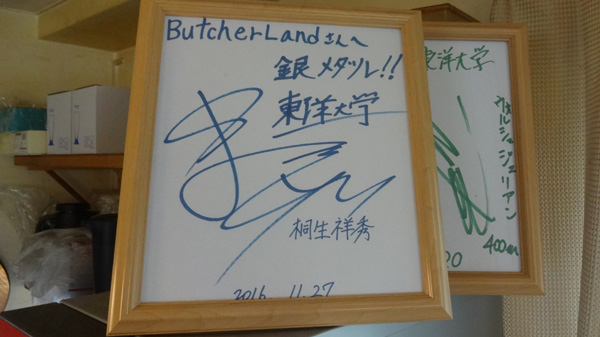 ButcherLandさんへ
銀メダル!!
東洋大学
桐生祥秀
2016. 11.27
東洋大学
ウォルシュ・ジュリアン
400m
20